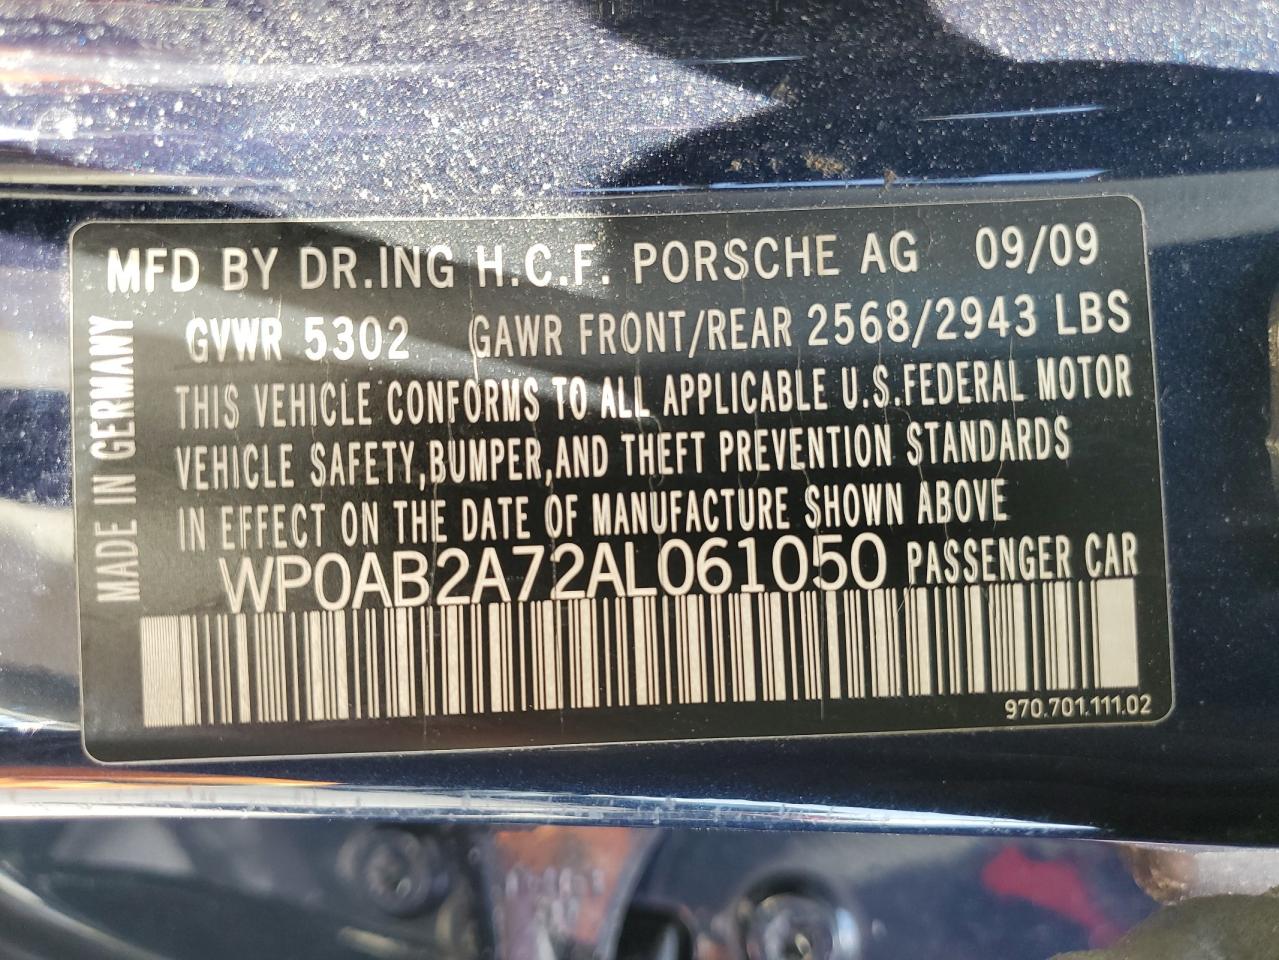 MFD BY DR.ING H.C.F. PORSCHE AG 09/09
GVWR 5302 GAWR FRONT/REAR 2568/2943 LBS
THIS VEHICLE CONFORMS TO ALL APPLICABLE U.S.FEDERAL MOTOR
VEHICLE SAFETY,BUMPER,AND THEFT PREVENTION STANDARDS
IN EFFECT ON THE DATE OF MANUFACTURE SHOWN ABOVE
WP0AB2A72AL061050 PASSENGER CAR
970.701.111.02
MADE IN GERMANY